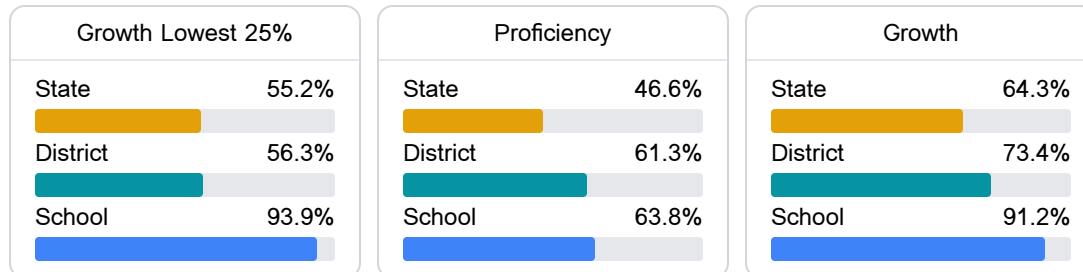 Growth Lowest 25%
State 55.2%
District 56.3%
School 93.9%
Proficiency
State 46.6%
District 61.3%
School 63.8%
Growth
State 64.3%
District 73.4%
School 91.2%